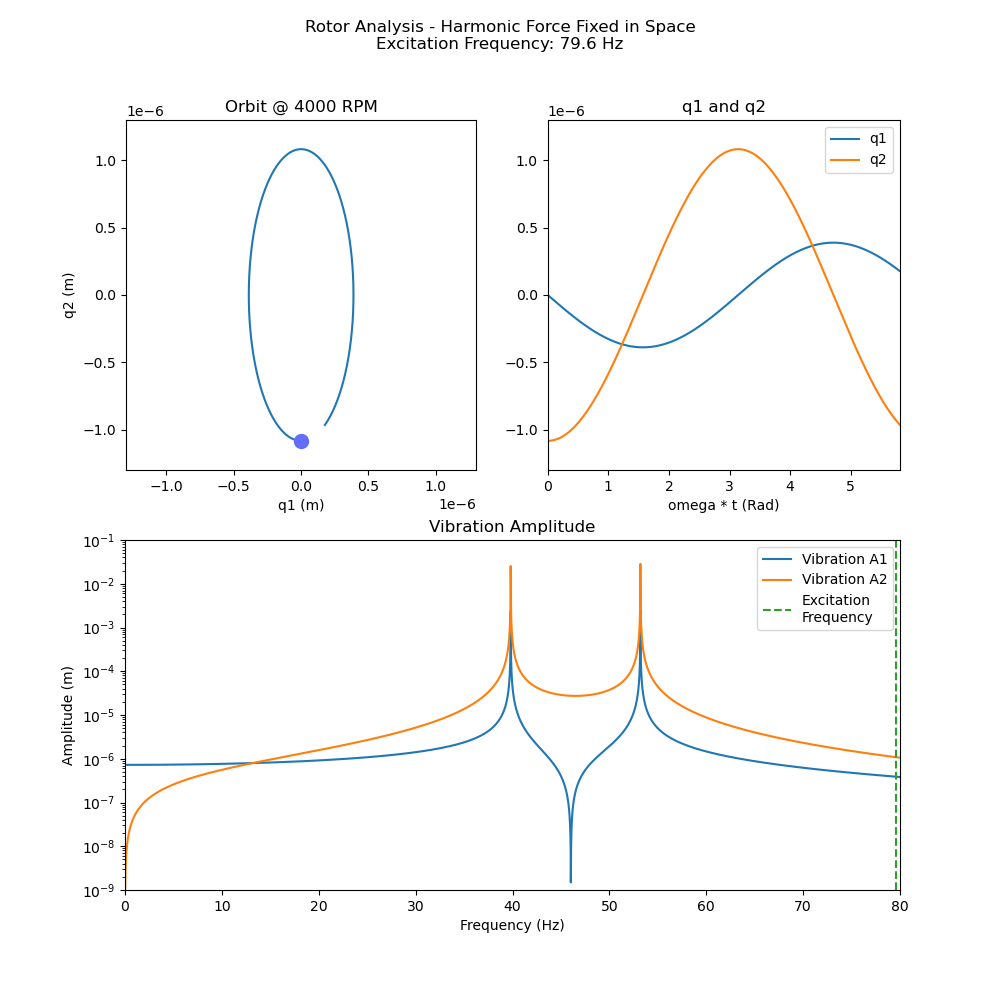 Rotor Analysis - Harmonic Force Fixed in Space
Excitation Frequency: 79.6 Hz
Orbit @ 4000 RPM
1e−6
1.0
0.5
0.0
−0.5
−1.0
q2 (m)
−1.0 −0.5 0.0 0.5 1.0
q1 (m)
1e−6
q1 and q2
1e−6
q1
q2
1.0
0.5
0.0
−0.5
−1.0
0 1 2 3 4 5
omega * t (Rad)
Vibration Amplitude
Vibration A1
Vibration A2
Excitation
Frequency
10⁻¹
10⁻²
10⁻³
10⁻⁴
10⁻⁵
10⁻⁶
10⁻⁷
10⁻⁸
10⁻⁹
Amplitude (m)
0 10 20 30 40 50 60 70 80
Frequency (Hz)